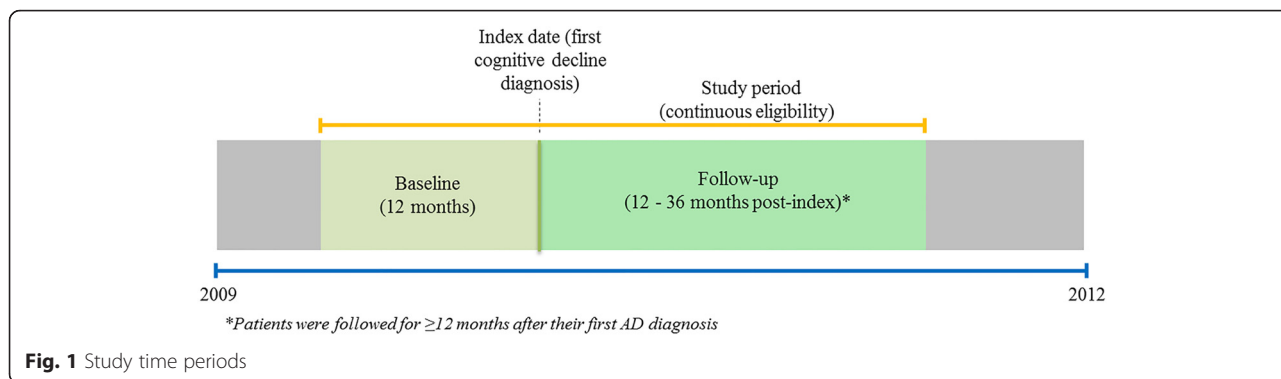 Index date (first
cognitive decline
diagnosis)
Study period
(continuous eligibility)
Baseline
(12 months)
Follow-up
(12 - 36 months post-index)*
2009
2012
*Patients were followed for ≥12 months after their first AD diagnosis
Fig. 1 Study time periods